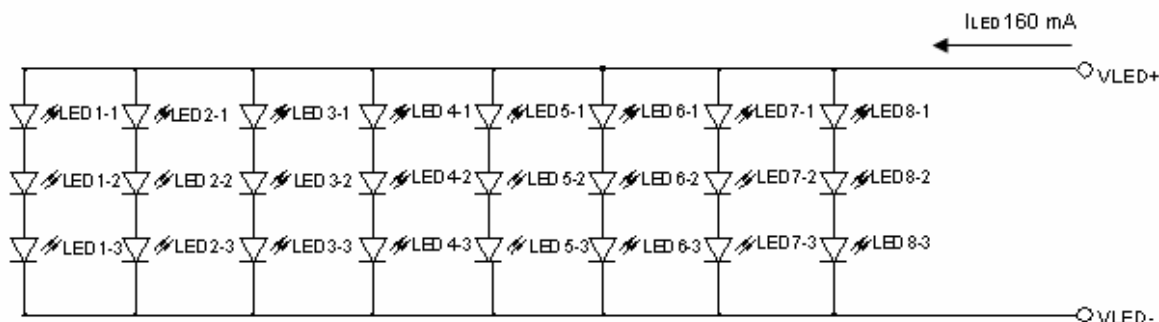 ILED 160 mA
VLED+
LED 1-1 LED 2-1 LED 3-1 LED 4-1 LED 5-1 LED 6-1 LED 7-1 LED 8-1
LED 1-2 LED 2-2 LED 3-2 LED 4-2 LED 5-2 LED 6-2 LED 7-2 LED 8-2
LED 1-3 LED 2-3 LED 3-3 LED 4-3 LED 5-3 LED 6-3 LED 7-3 LED 8-3
VLED-